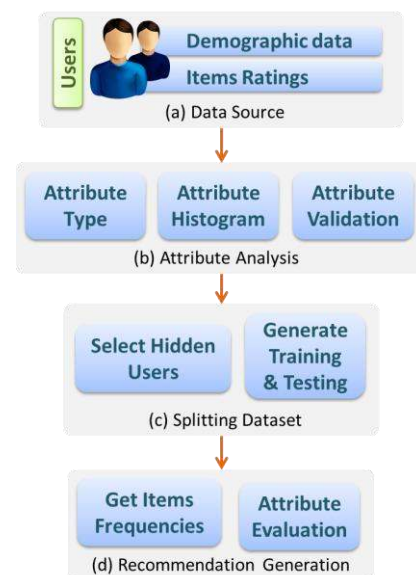 Users
Demographic data
Items Ratings
(a) Data Source
Attribute
Type
Attribute
Histogram
Attribute
Validation
(b) Attribute Analysis
Select Hidden
Users
Generate
Training
& Testing
(c) Splitting Dataset
Get Items
Frequencies
Attribute
Evaluation
(d) Recommendation Generation